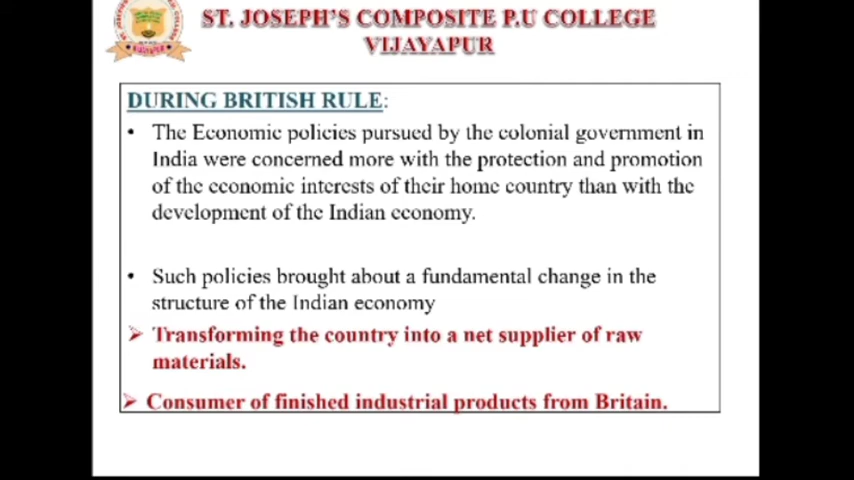 ST. JOSEPH'S COMPOSITE P.U COLLEGE
VIJAYAPUR
DURING BRITISH RULE:
• The Economic policies pursued by the colonial government in
India were concerned more with the protection and promotion
of the economic interests of their home country than with the
development of the Indian economy.
• Such policies brought about a fundamental change in the
structure of the Indian economy
➢ Transforming the country into a net supplier of raw
materials.
➢ Consumer of finished industrial products from Britain.